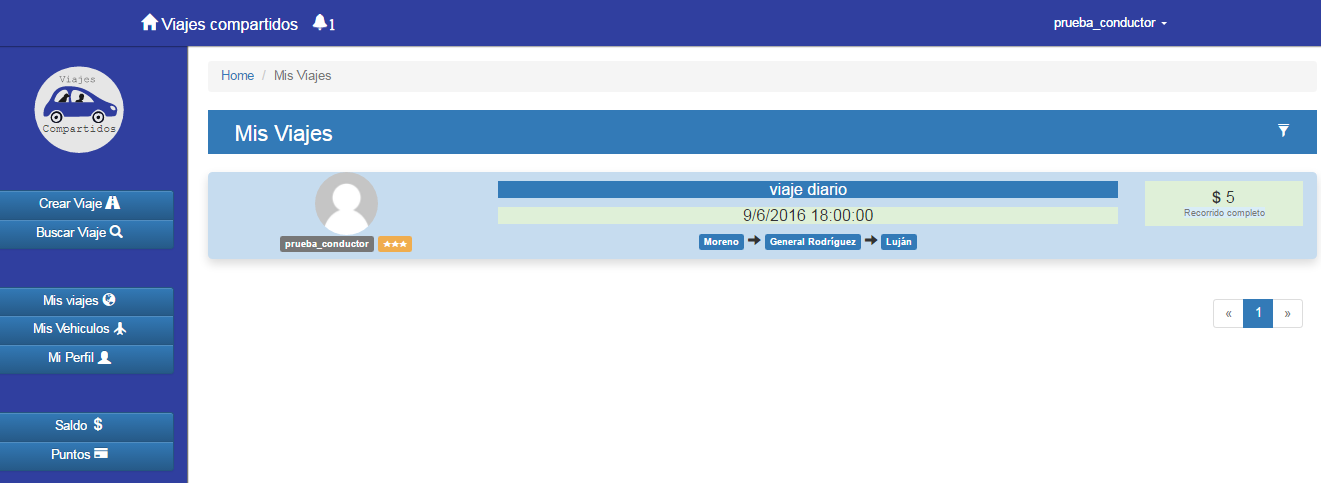 Viajes compartidos 1
prueba_conductor
Viajes
Compartidos
Crear Viaje
Buscar Viaje
Mis viajes
Mis Vehiculos
Mi Perfil
Saldo $
Puntos
Home / Mis Viajes
Mis Viajes
prueba_conductor
viaje diario
9/6/2016 18:00:00
Moreno General Rodríguez Luján
$ 5
Recorrido completo
« 1 »